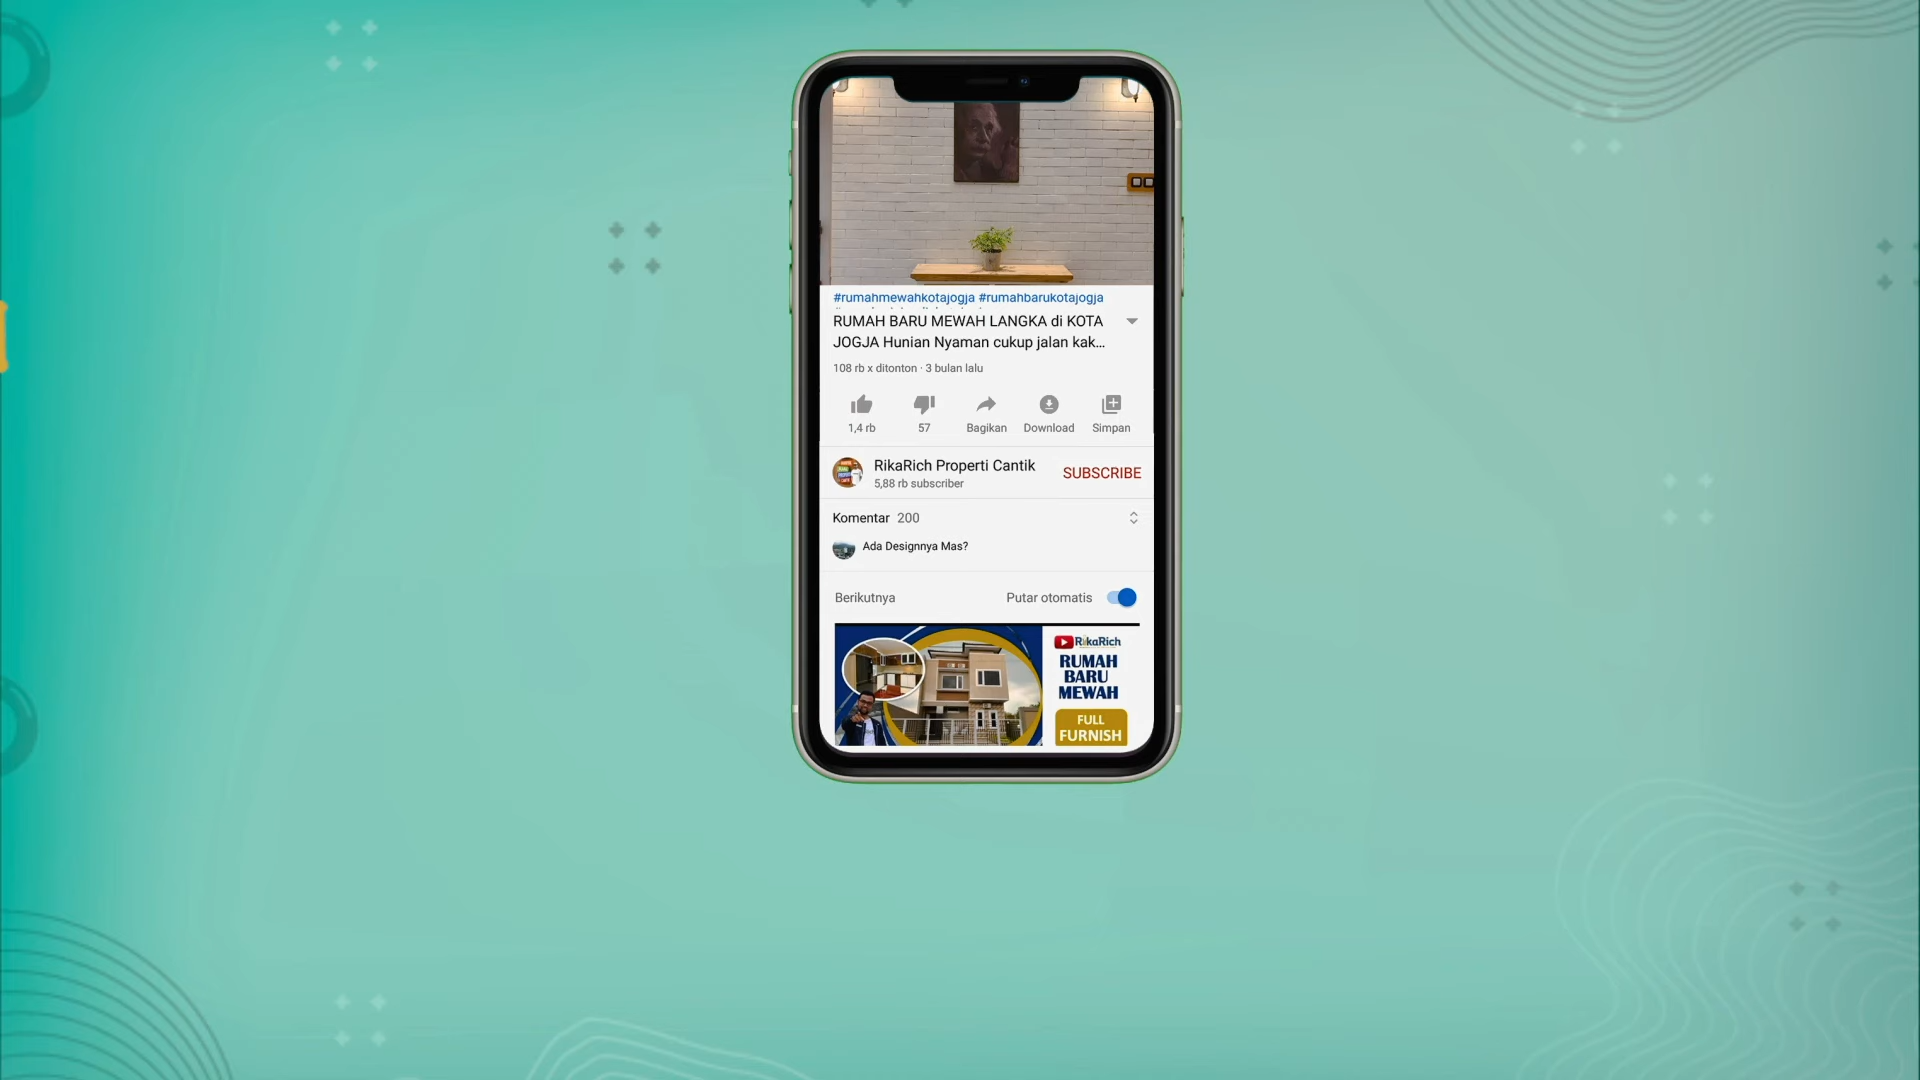 #rumahmewahkotajogja #rumahbarukotajogja
RUMAH BARU MEWAH LANGKA di KOTA
JOGJA Hunian Nyaman cukup jalan kak...
108 rb x ditonton · 3 bulan lalu
1,4 rb
57
Bagikan
Download
Simpan
RikaRich Properti Cantik
5,88 rb subscriber
SUBSCRIBE
Komentar 200
Ada Designnya Mas?
Berikutnya
Putar otomatis
RikaRich
RUMAH
BARU
MEWAH
FULL
FURNISH